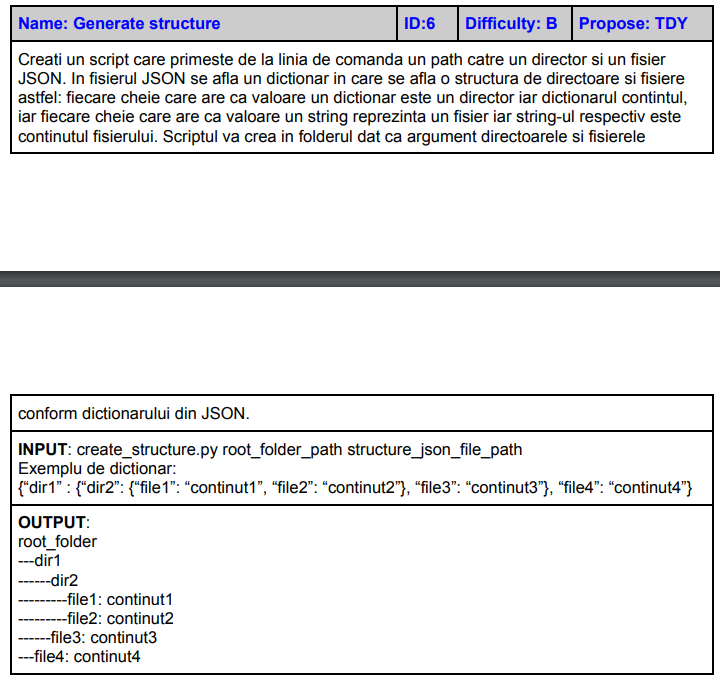 Name: Generate structure ID:6 Difficulty: B Propose: TDY
Creati un script care primeste de la linia de comanda un path catre un director si un fisier
JSON. In fisierul JSON se afla un dictionar in care se afla o structura de directoare si fisiere
astfel: fiecare cheie care are ca valoare un dictionar este un director iar dictionarul contintul,
iar fiecare cheie care are ca valoare un string reprezinta un fisier iar string-ul respectiv este
continutul fisierului. Scriptul va crea in folderul dat ca argument directoarele si fisierele
conform dictionarului din JSON.
INPUT: create_structure.py root_folder_path structure_json_file_path
Exemplu de dictionar:
{“dir1” : {“dir2”: {“file1”: “continut1”, “file2”: “continut2”}, “file3”: “continut3”}, “file4”: “continut4”}
OUTPUT:
root_folder
---dir1
------dir2
---------file1: continut1
---------file2: continut2
------file3: continut3
---file4: continut4